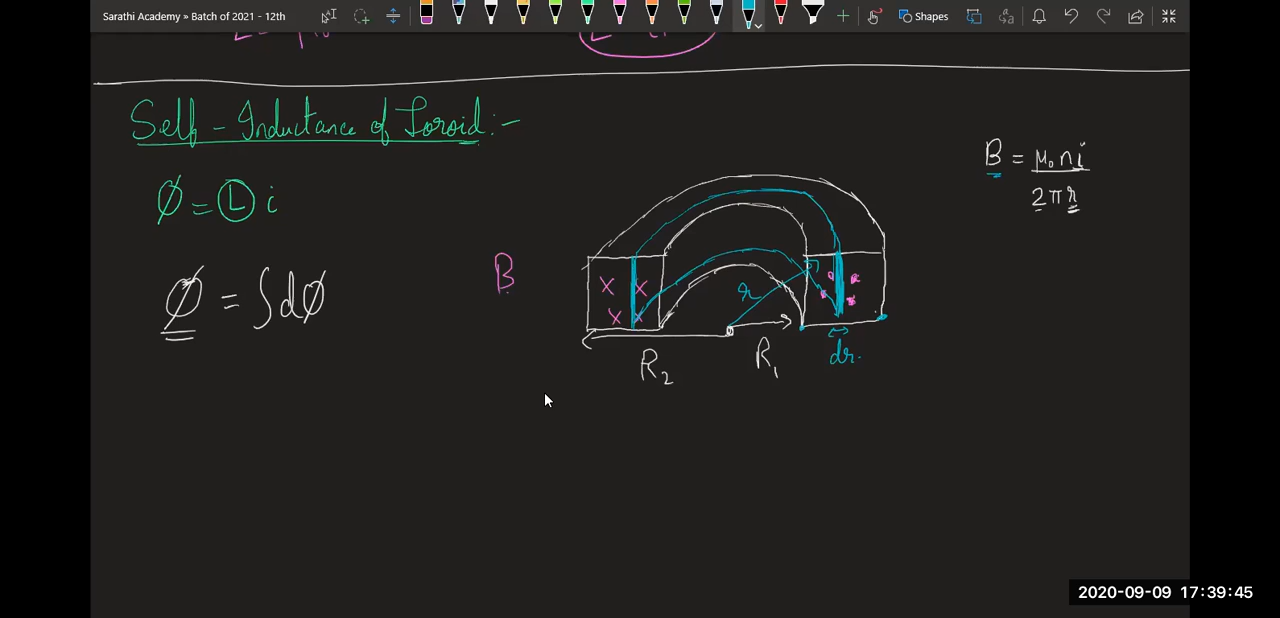 Sarathi Academy » Batch of 2021 - 12th
Shapes
Self - Inductance of Toroid :-
B = μ₀ni
2πr
Φ = L i
B
Φ = ∫dΦ
x x
x x
r
R₂
R₁
dr.
2020-09-09 17:39:45